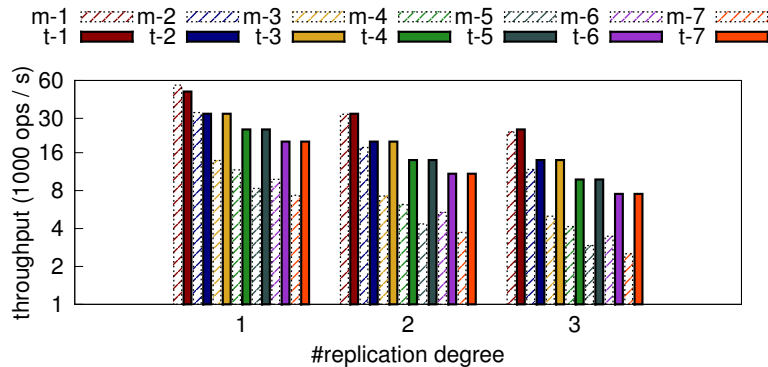 m-1 m-2 m-3 m-4 m-5 m-6 m-7
t-1 t-2 t-3 t-4 t-5 t-6 t-7
throughput (1000 ops / s)
60
30
16
8
4
2
1
1 2 3
#replication degree